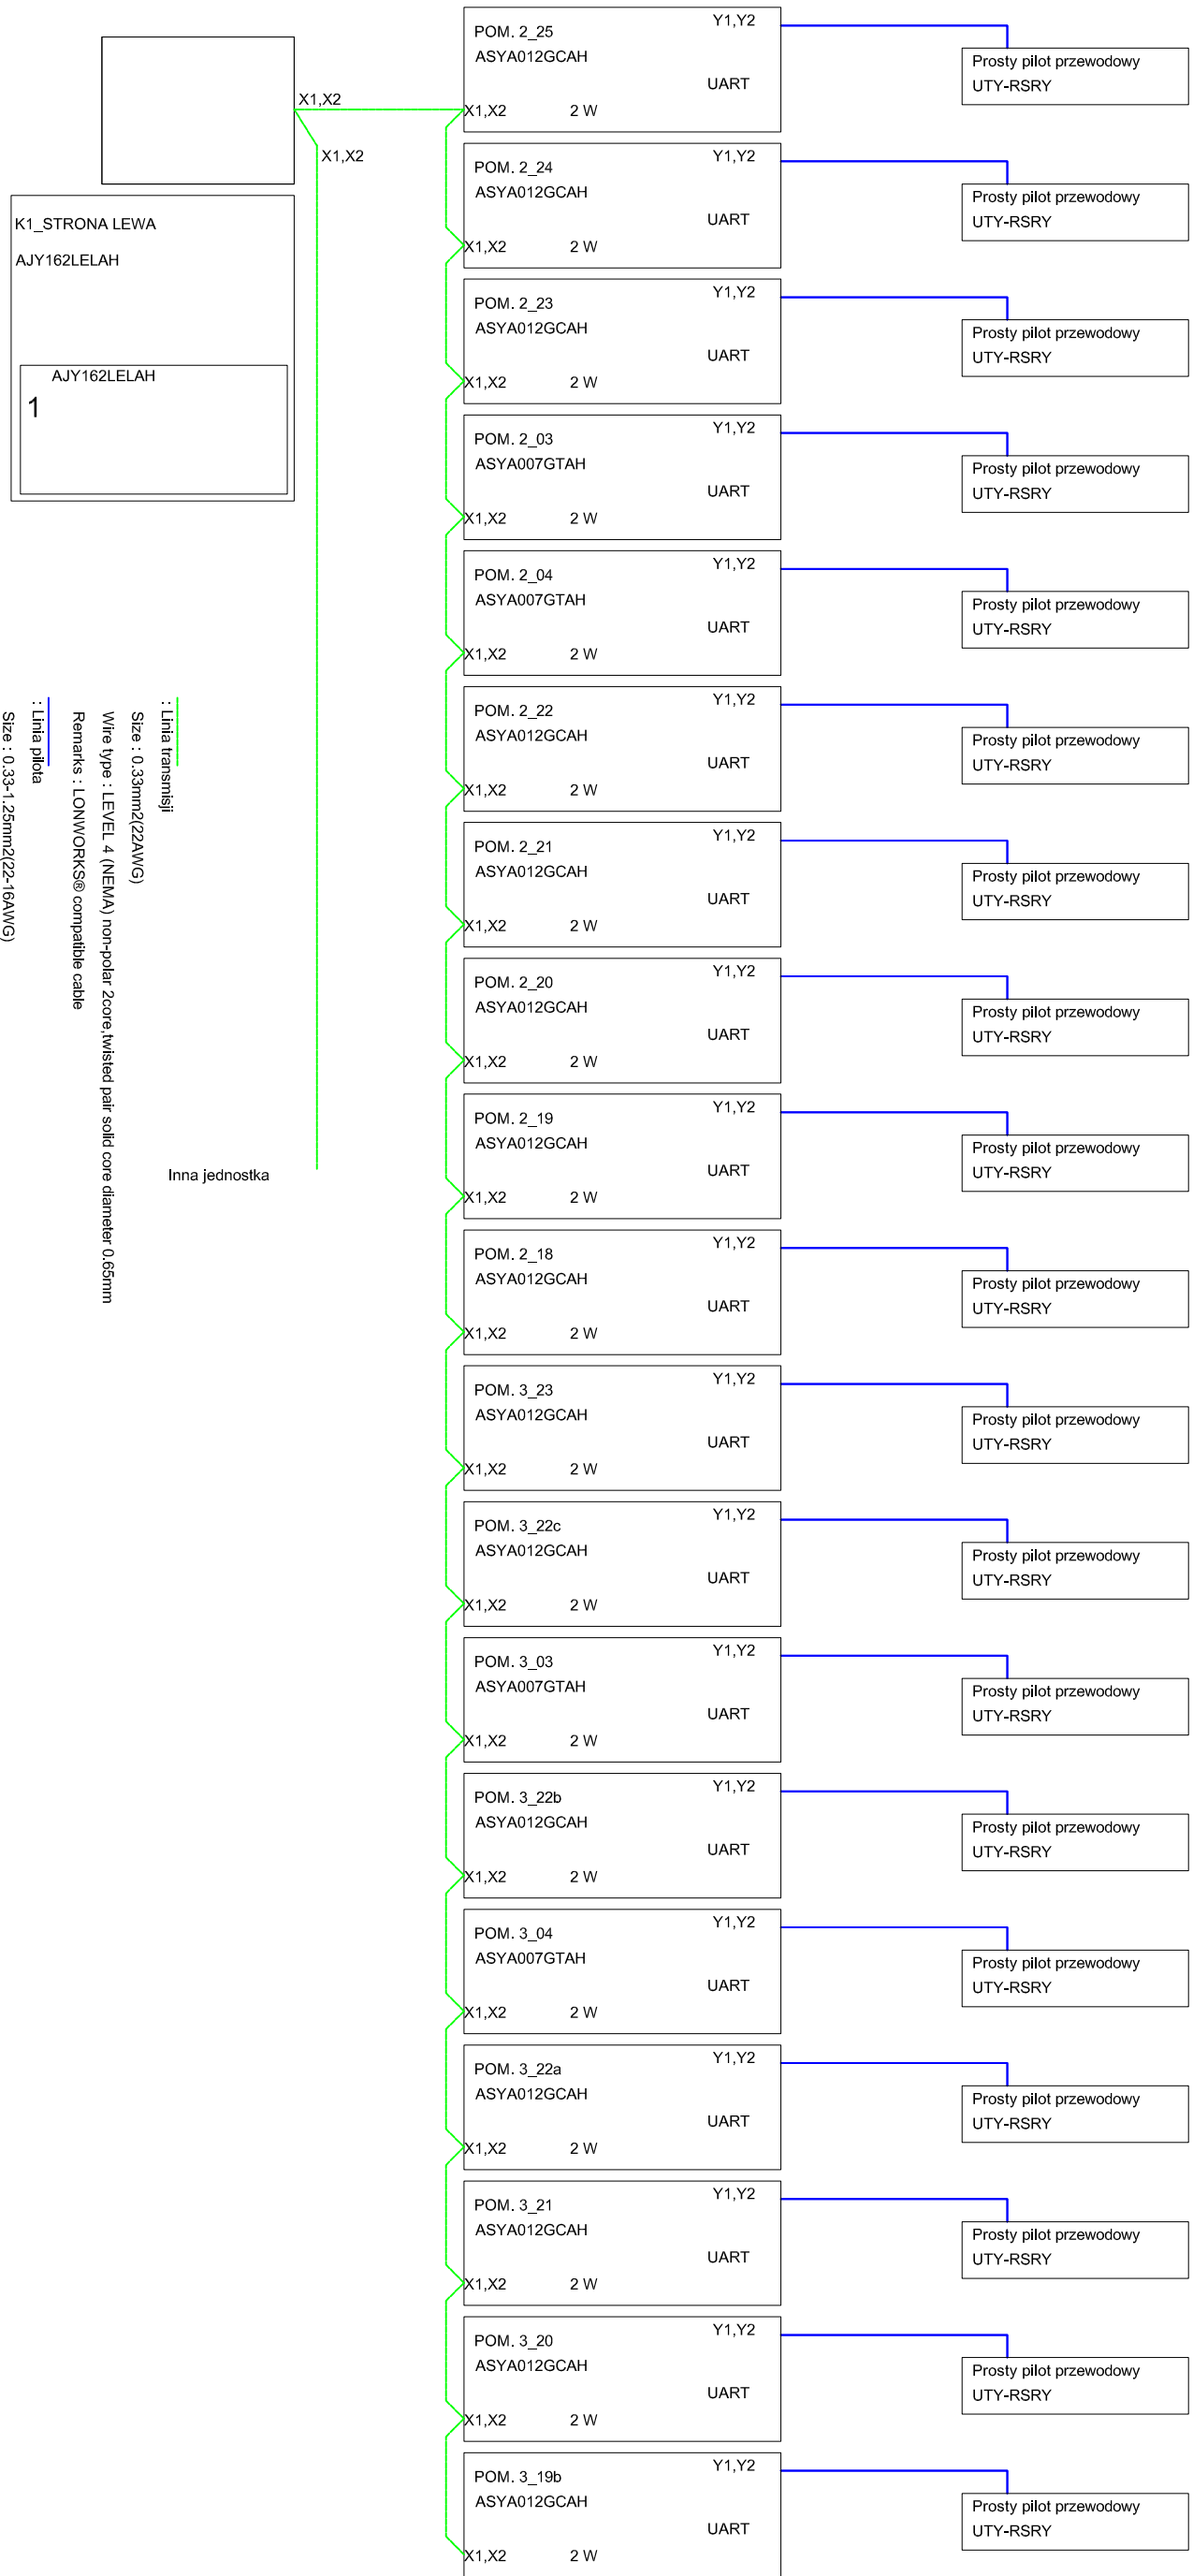 X1,X2
X1,X2
K1_STRONA LEWA
AJY162LELAH
AJY162LELAH
1
: Linia transmisji
Size : 0.33mm2(22AWG)
Wire type : LEVEL 4 (NEMA) non-polar 2core,twisted pair solid core diameter 0.65mm
Remarks : LONWORKS® compatible cable
: Linia pilota
Size : 0.33-1.25mm2(22-16AWG)
Inna jednostka
POM. 2_25
Y1,Y2
ASYA012GCAH
UART
X1,X2 2 W
Prosty pilot przewodowy
UTY-RSRY
POM. 2_24
Y1,Y2
ASYA012GCAH
UART
X1,X2 2 W
Prosty pilot przewodowy
UTY-RSRY
POM. 2_23
Y1,Y2
ASYA012GCAH
UART
X1,X2 2 W
Prosty pilot przewodowy
UTY-RSRY
POM. 2_03
Y1,Y2
ASYA007GTAH
UART
X1,X2 2 W
Prosty pilot przewodowy
UTY-RSRY
POM. 2_04
Y1,Y2
ASYA007GTAH
UART
X1,X2 2 W
Prosty pilot przewodowy
UTY-RSRY
POM. 2_22
Y1,Y2
ASYA012GCAH
UART
X1,X2 2 W
Prosty pilot przewodowy
UTY-RSRY
POM. 2_21
Y1,Y2
ASYA012GCAH
UART
X1,X2 2 W
Prosty pilot przewodowy
UTY-RSRY
POM. 2_20
Y1,Y2
ASYA012GCAH
UART
X1,X2 2 W
Prosty pilot przewodowy
UTY-RSRY
POM. 2_19
Y1,Y2
ASYA012GCAH
UART
X1,X2 2 W
Prosty pilot przewodowy
UTY-RSRY
POM. 2_18
Y1,Y2
ASYA012GCAH
UART
X1,X2 2 W
Prosty pilot przewodowy
UTY-RSRY
POM. 3_23
Y1,Y2
ASYA012GCAH
UART
X1,X2 2 W
Prosty pilot przewodowy
UTY-RSRY
POM. 3_22c
Y1,Y2
ASYA012GCAH
UART
X1,X2 2 W
Prosty pilot przewodowy
UTY-RSRY
POM. 3_03
Y1,Y2
ASYA007GTAH
UART
X1,X2 2 W
Prosty pilot przewodowy
UTY-RSRY
POM. 3_22b
Y1,Y2
ASYA012GCAH
UART
X1,X2 2 W
Prosty pilot przewodowy
UTY-RSRY
POM. 3_04
Y1,Y2
ASYA007GTAH
UART
X1,X2 2 W
Prosty pilot przewodowy
UTY-RSRY
POM. 3_22a
Y1,Y2
ASYA012GCAH
UART
X1,X2 2 W
Prosty pilot przewodowy
UTY-RSRY
POM. 3_21
Y1,Y2
ASYA012GCAH
UART
X1,X2 2 W
Prosty pilot przewodowy
UTY-RSRY
POM. 3_20
Y1,Y2
ASYA012GCAH
UART
X1,X2 2 W
Prosty pilot przewodowy
UTY-RSRY
POM. 3_19b
Y1,Y2
ASYA012GCAH
UART
X1,X2 2 W
Prosty pilot przewodowy
UTY-RSRY